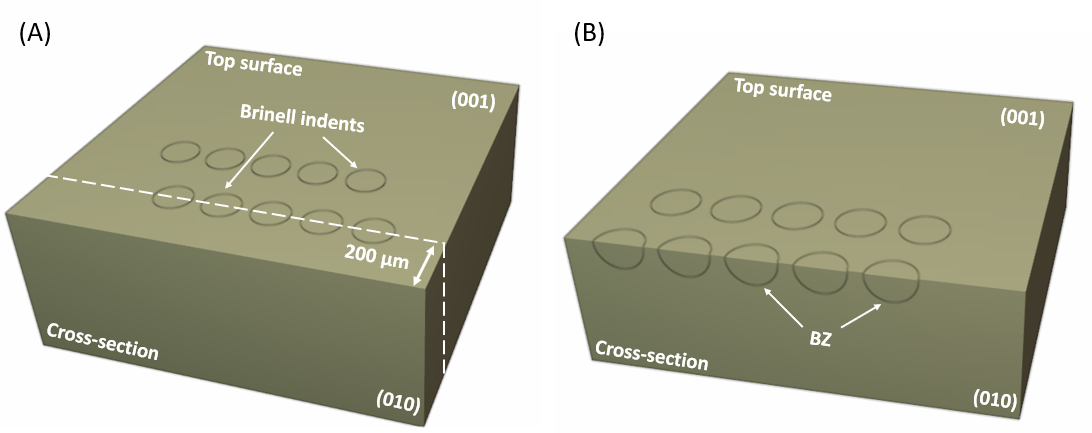 (A)
Top surface
(001)
Brinell indents
200 µm
Cross-section
(010)
(B)
Top surface
(001)
BZ
Cross-section
(010)